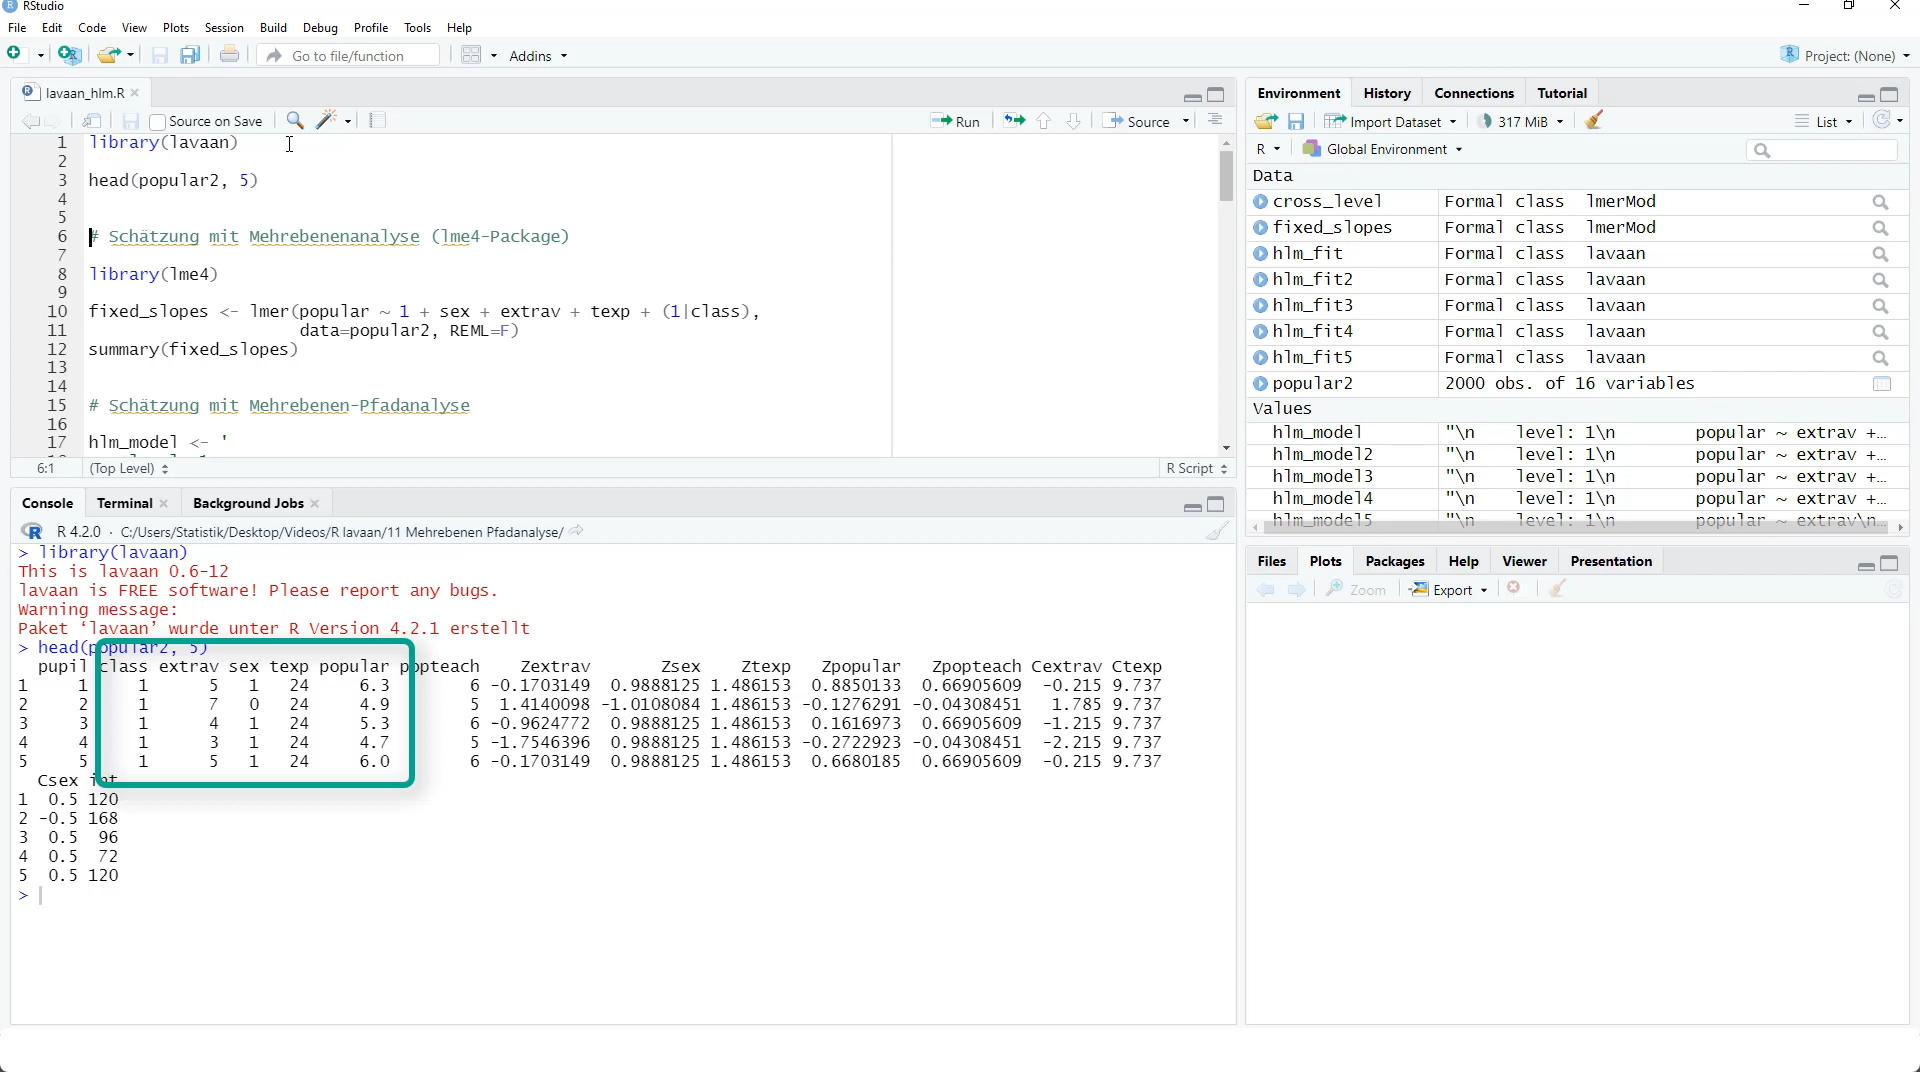 RStudio
File Edit Code View Plots Session Build Debug Profile Tools Help
Go to file/function Addins Project: (None)
lavaan_hlm.R
Source on Save Run Source
1 library(lavaan)
2
3 head(popular2, 5)
4
5
6 # Schätzung mit Mehrebenenanalyse (lme4-Package)
7
8 library(lme4)
9
10 fixed_slopes <- lmer(popular ~ 1 + sex + extrav + texp + (1|class),
11 data=popular2, REML=F)
12 summary(fixed_slopes)
13
14
15 # Schätzung mit Mehrebenen-Pfadanalyse
16
17 hlm_model <- '
6:1 (Top Level) R Script
Console Terminal Background Jobs
R 4.2.0 · C:/Users/Statistik/Desktop/Videos/R lavaan/11 Mehrebenen Pfadanalyse/
> library(lavaan)
This is lavaan 0.6-12
lavaan is FREE software! Please report any bugs.
Warning message:
Paket ‘lavaan’ wurde unter R Version 4.2.1 erstellt
> head(popular2, 5)
pupil class extrav sex texp popular popteach Zextrav Zsex Ztexp Zpopular Zpopteach Cextrav Ctexp
1 1 1 5 1 24 6.3 6 -0.1703149 0.9888125 1.486153 0.8850133 0.66905609 -0.215 9.737
2 2 1 7 0 24 4.9 5 1.4140098 -1.0108084 1.486153 -0.1276291 -0.04308451 1.785 9.737
3 3 1 4 1 24 5.3 6 -0.9624772 0.9888125 1.486153 0.1616973 0.66905609 -1.215 9.737
4 4 1 3 1 24 4.7 5 -1.7546396 0.9888125 1.486153 -0.2722923 -0.04308451 -2.215 9.737
5 5 1 5 1 24 6.0 6 -0.1703149 0.9888125 1.486153 0.6680185 0.66905609 -0.215 9.737
Csex int
1 0.5 120
2 -0.5 168
3 0.5 96
4 0.5 72
5 0.5 120
>
Environment History Connections Tutorial
Import Dataset 317 MiB List
R Global Environment
Data
cross_level Formal class lmerMod
fixed_slopes Formal class lmerMod
hlm_fit Formal class lavaan
hlm_fit2 Formal class lavaan
hlm_fit3 Formal class lavaan
hlm_fit4 Formal class lavaan
hlm_fit5 Formal class lavaan
popular2 2000 obs. of 16 variables
Values
hlm_model "\n level: 1\n popular ~ extrav +…
hlm_model2 "\n level: 1\n popular ~ extrav +…
hlm_model3 "\n level: 1\n popular ~ extrav +…
hlm_model4 "\n level: 1\n popular ~ extrav +…
hlm_model5 "\n level: 1\n popular ~ extrav\n…
Files Plots Packages Help Viewer Presentation
Zoom Export